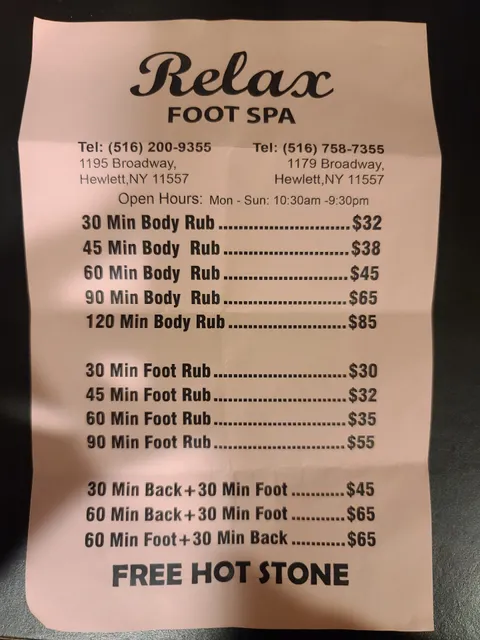 Relax
FOOT SPA
Tel: (516) 200-9355 Tel: (516) 758-7355
1195 Broadway, 1179 Broadway,
Hewlett,NY 11557 Hewlett,NY 11557
Open Hours: Mon - Sun: 10:30am -9:30pm
30 Min Body Rub ............................$32
45 Min Body Rub ...........................$38
60 Min Body Rub ..........................$45
90 Min Body Rub ..........................$65
120 Min Body Rub .........................$85
30 Min Foot Rub ............................$30
45 Min Foot Rub ............................$32
60 Min Foot Rub ............................$35
90 Min Foot Rub ............................$55
30 Min Back+30 Min Foot ...........$45
60 Min Back+30 Min Foot ...........$65
60 Min Foot+30 Min Back ...........$65
FREE HOT STONE